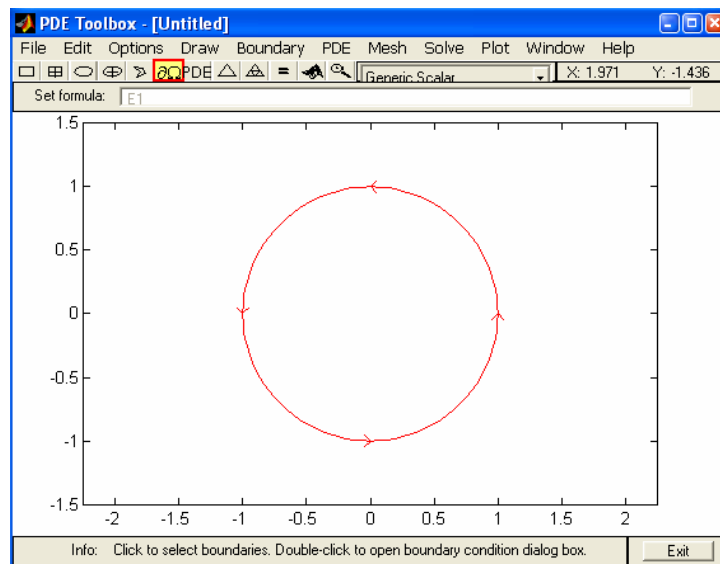 PDE Toolbox - [Untitled]
File Edit Options Draw Boundary PDE Mesh Solve Plot Window Help
∂Ω PDE = Generic Scalar X: 1.971 Y: -1.436
Set formula: E1
1.5
1
0.5
0
-0.5
-1
-1.5
-2 -1.5 -1 -0.5 0 0.5 1 1.5 2
Info: Click to select boundaries. Double-click to open boundary condition dialog box. Exit